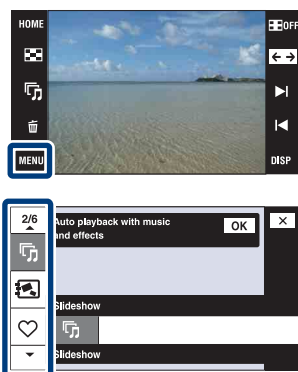 HOME
OFF
MENU
DISP
2/6
Auto playback with music
and effects
OK
Slideshow
Slideshow